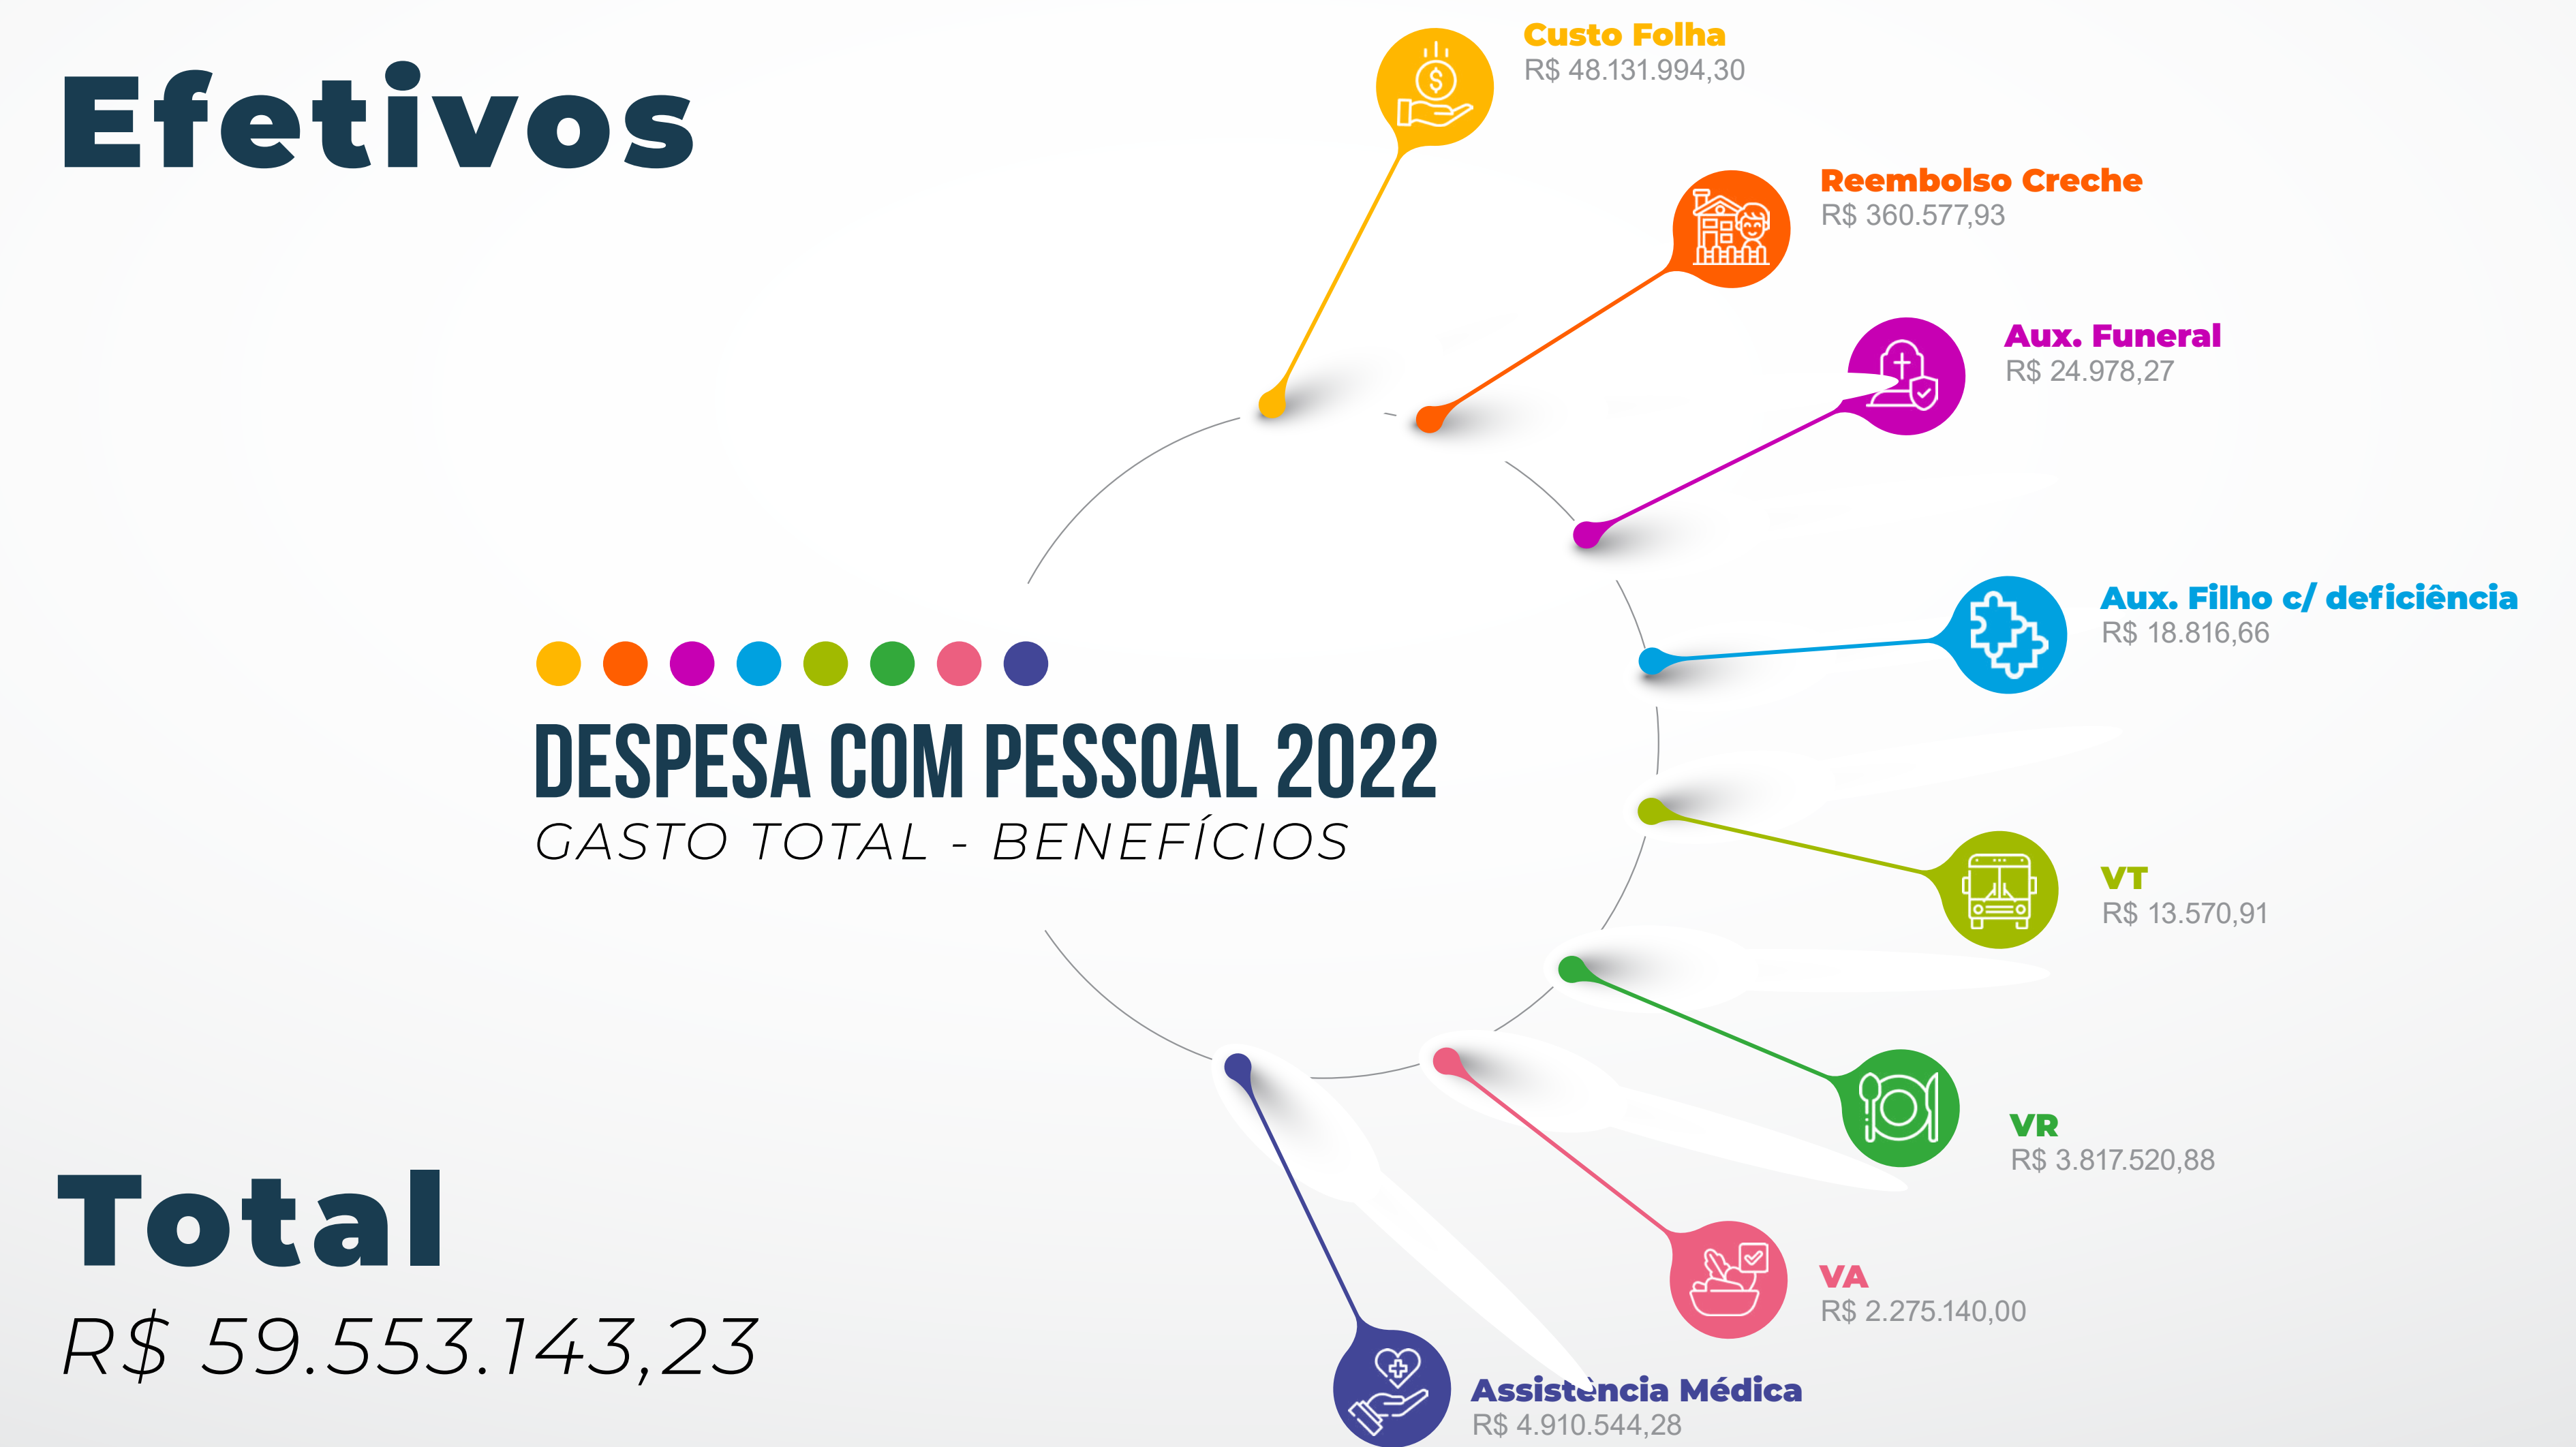 Efetivos
Custo Folha
R$ 48.131.994,30
Reembolso Creche
R$ 360.577,93
Aux. Funeral
R$ 24.978,27
Aux. Filho c/ deficiência
R$ 18.816,66
DESPESA COM PESSOAL 2022
GASTO TOTAL - BENEFÍCIOS
VT
R$ 13.570,91
VR
R$ 3.817.520,88
VA
R$ 2.275.140,00
Assistência Médica
R$ 4.910.544,28
Total
R$ 59.553.143,23